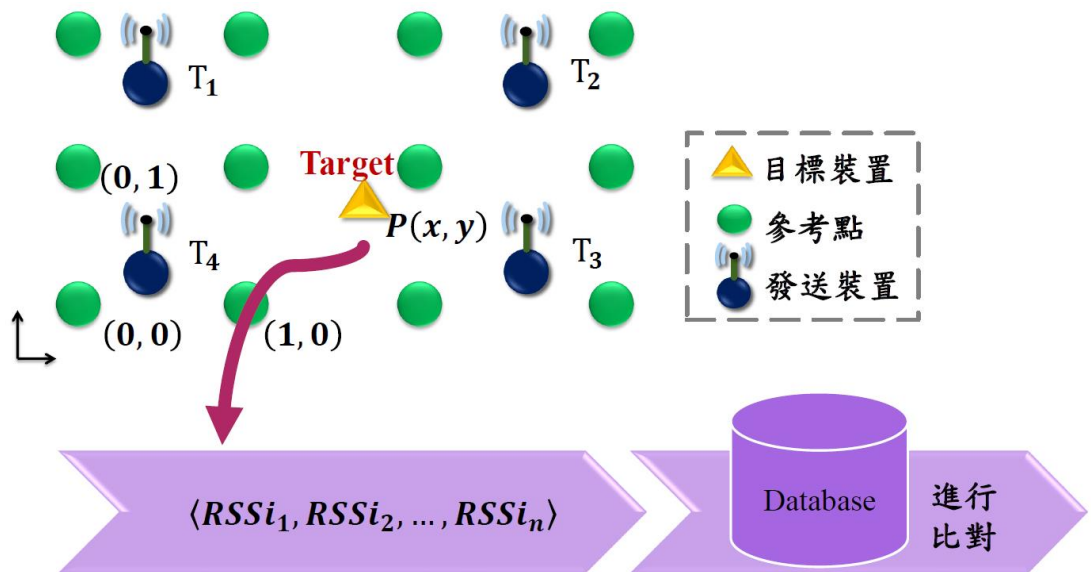 T₁
T₂
(0, 1)
Target
P(x, y)
T₄
T₃
(0, 0)
(1, 0)
目標裝置
參考點
發送裝置
⟨RSSi₁, RSSi₂, … , RSSiₙ⟩
Database
進行
比對